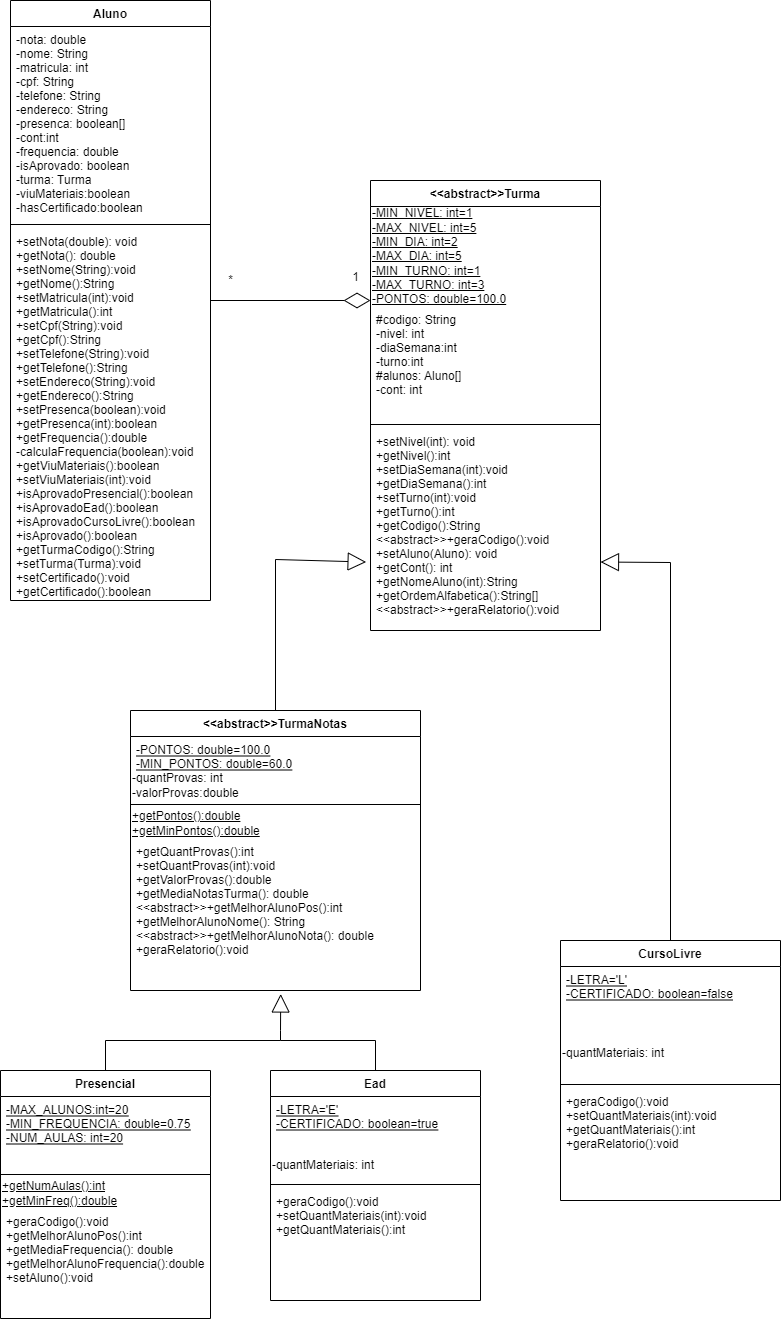 Aluno
-nota: double
-nome: String
-matricula: int
-cpf: String
-telefone: String
-endereco: String
-presenca: boolean[]
-cont:int
-frequencia: double
-isAprovado: boolean
-turma: Turma
-viuMateriais:boolean
-hasCertificado:boolean
+setNota(double): void
+getNota(): double
+setNome(String):void
+getNome():String
+setMatricula(int):void
+getMatricula():int
+setCpf(String):void
+getCpf():String
+setTelefone(String):void
+getTelefone():String
+setEndereco(String):void
+getEndereco():String
+setPresenca(boolean):void
+getPresenca(int):boolean
+getFrequencia():double
-calculaFrequencia(boolean):void
+getViuMateriais():boolean
+setViuMateriais(int):void
+isAprovadoPresencial():boolean
+isAprovadoEad():boolean
+isAprovadoCursoLivre():boolean
+isAprovado():boolean
+getTurmaCodigo():String
+setTurma(Turma):void
+setCertificado():void
+getCertificado():boolean
*
1
<<abstract>>Turma
-MIN_NIVEL: int=1
-MAX_NIVEL: int=5
-MIN_DIA: int=2
-MAX_DIA: int=5
-MIN_TURNO: int=1
-MAX_TURNO: int=3
-PONTOS: double=100.0
#codigo: String
-nivel: int
-diaSemana:int
-turno:int
#alunos: Aluno[]
-cont: int
+setNivel(int): void
+getNivel():int
+setDiaSemana(int):void
+getDiaSemana():int
+setTurno(int):void
+getTurno():int
+getCodigo():String
<<abstract>>+geraCodigo():void
+setAluno(Aluno): void
+getCont(): int
+getNomeAluno(int):String
+getOrdemAlfabetica():String[]
<<abstract>>+geraRelatorio():void
<<abstract>>TurmaNotas
-PONTOS: double=100.0
-MIN_PONTOS: double=60.0
-quantProvas: int
-valorProvas:double
+getPontos():double
+getMinPontos():double
+getQuantProvas():int
+setQuantProvas(int):void
+getValorProvas():double
+getMediaNotasTurma(): double
<<abstract>>+getMelhorAlunoPos():int
+getMelhorAlunoNome(): String
<<abstract>>+getMelhorAlunoNota(): double
+geraRelatorio():void
CursoLivre
-LETRA='L'
-CERTIFICADO: boolean=false
-quantMateriais: int
+geraCodigo():void
+setQuantMateriais(int):void
+getQuantMateriais():int
+geraRelatorio():void
Presencial
-MAX_ALUNOS:int=20
-MIN_FREQUENCIA: double=0.75
-NUM_AULAS: int=20
+getNumAulas():int
+getMinFreq():double
+geraCodigo():void
+getMelhorAlunoPos():int
+getMediaFrequencia(): double
+getMelhorAlunoFrequencia():double
+setAluno():void
Ead
-LETRA='E'
-CERTIFICADO: boolean=true
-quantMateriais: int
+geraCodigo():void
+setQuantMateriais(int):void
+getQuantMateriais():int